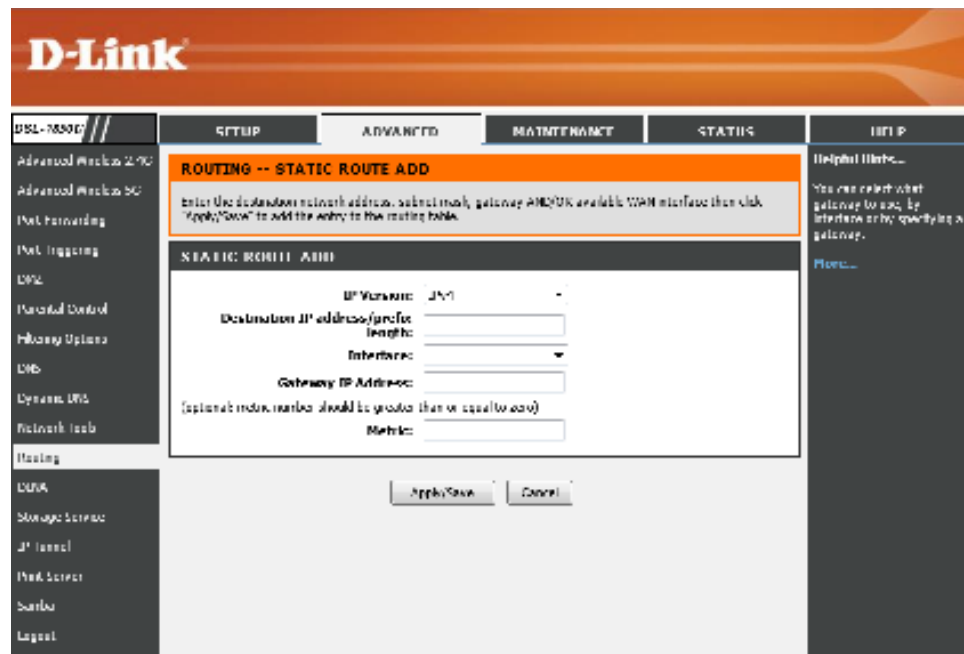 D-Link
SETUP
ADVANCED
MAINTENANCE
STATUS
HELP
Advanced Wireless 2.4G
Advanced Wireless 5G
Port Forwarding
Port Triggering
DMZ
Parental Control
Filtering Options
DNS
Dynamic DNS
Network Tools
Routing
DLNA
Storage Service
IP Tunnel
Print Server
Samba
Logout
ROUTING -- STATIC ROUTE ADD
Enter the destination network address, subnet mask, gateway AND/OR available WAN interface then click
"Apply/Save" to add the entry to the routing table.
STATIC ROUTE ADD
IP Version: IPv4
Destination IP address/prefix
length:
Interface:
Gateway IP Address:
(optional: metric number should be greater than or equal to zero)
Metric:
Apply/Save
Cancel
Helpful Hints...
You can select what
gateway to use, by
interface or by specifying a
gateway.
More...